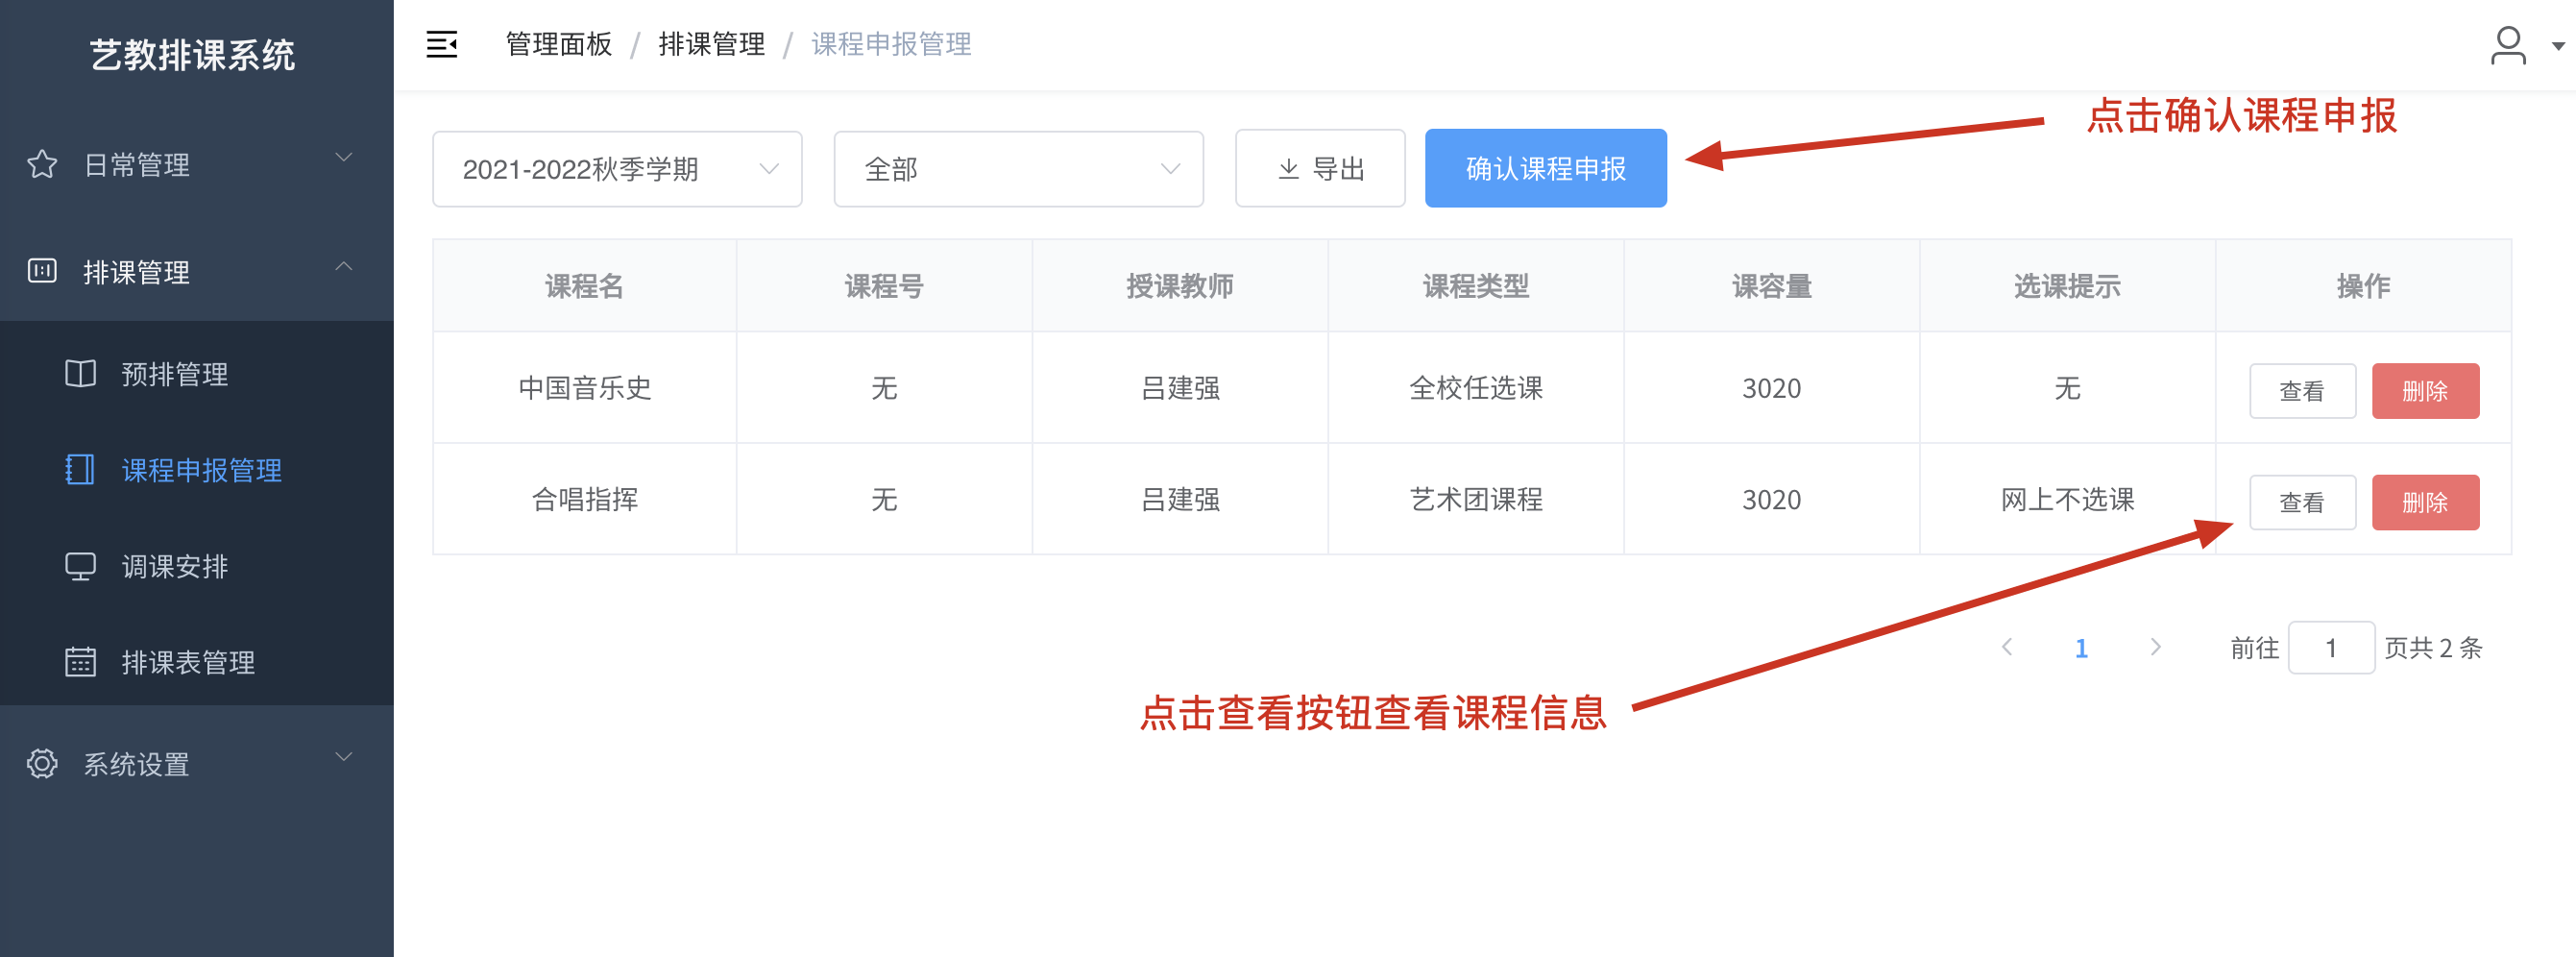 艺教排课系统
日常管理
排课管理
预排管理
课程申报管理
调课安排
排课表管理
系统设置
管理面板 / 排课管理 / 课程申报管理
点击确认课程申报
2021-2022秋季学期 全部 导出 确认课程申报
课程名 课程号 授课教师 课程类型 课容量 选课提示 操作
中国音乐史 无 吕建强 全校任选课 3020 无 查看 删除
合唱指挥 无 吕建强 艺术团课程 3020 网上不选课 查看 删除
1 前往 1 页共 2 条
点击查看按钮查看课程信息